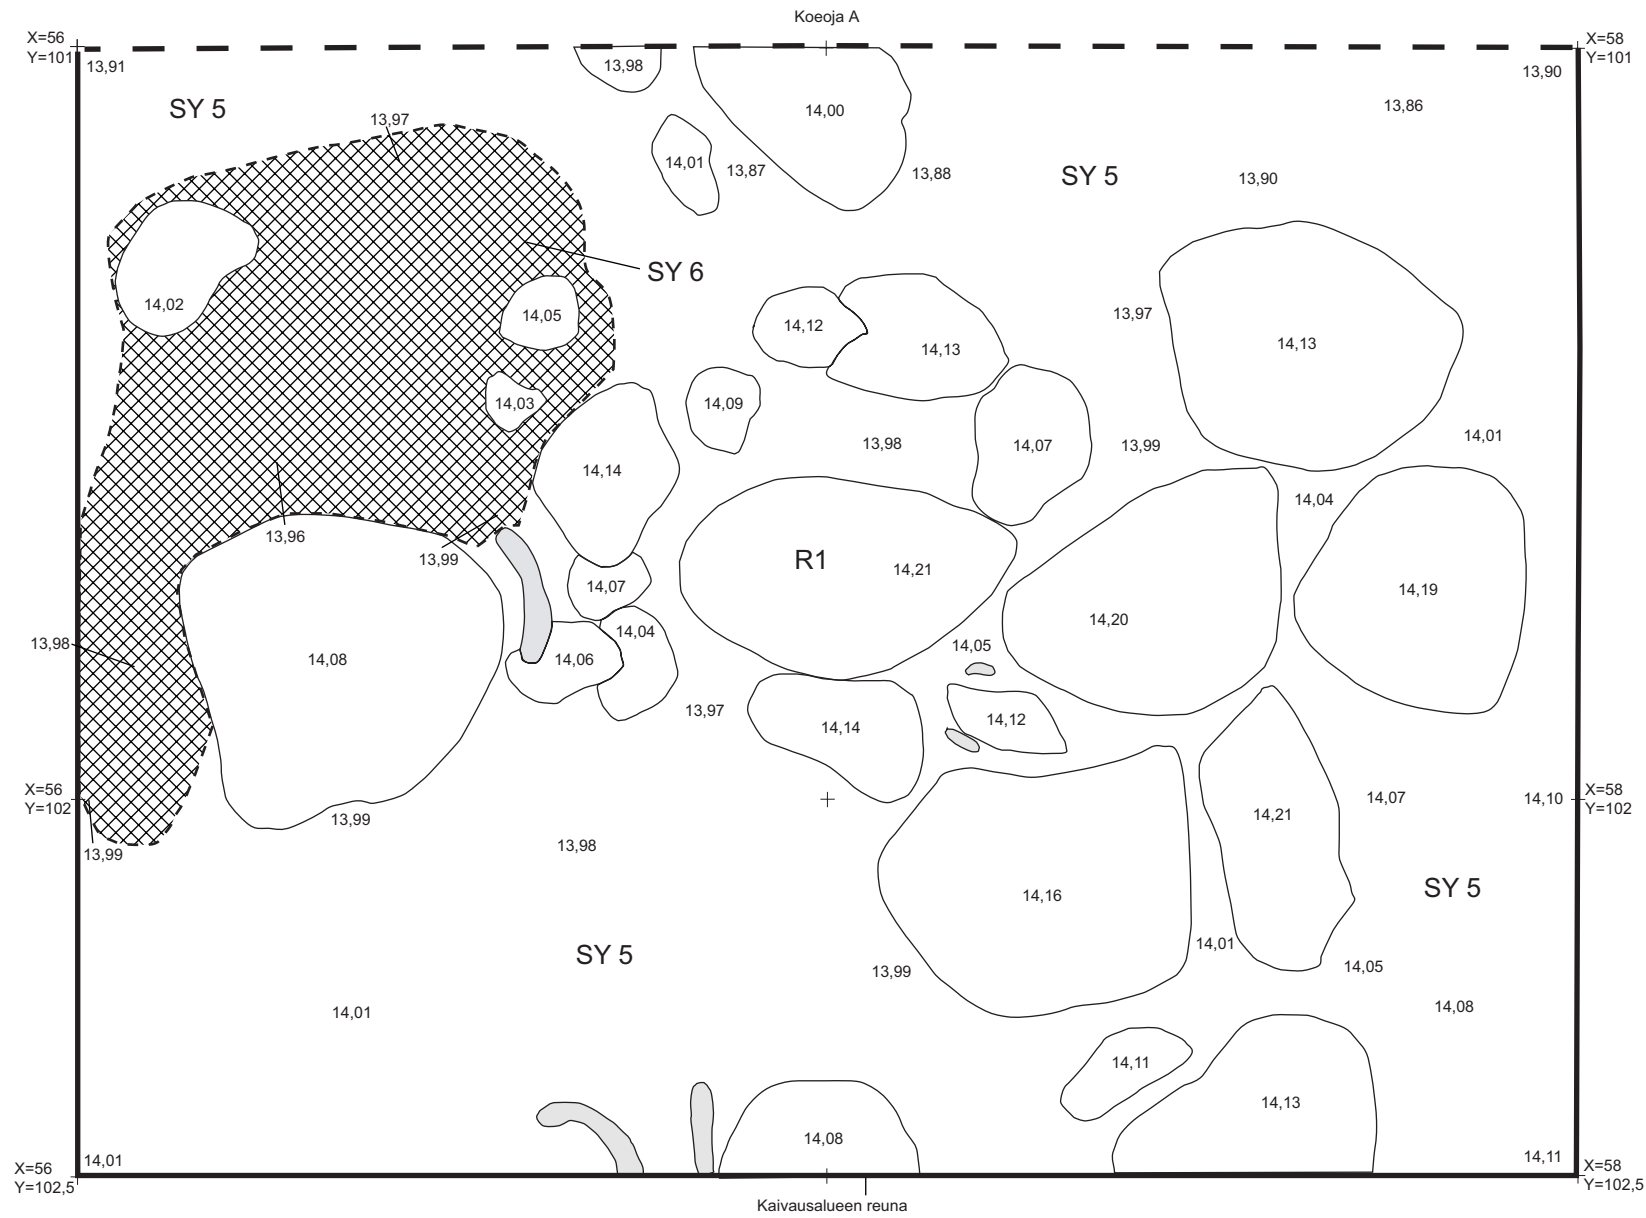 Koeoja A
X=56
Y=101
X=58
Y=101
13,91
13,98
13,90
SY 5
13,97
14,00
13,86
14,01
13,87
13,88
SY 5
13,90
SY 6
14,02
14,05
14,12
14,13
13,97
14,13
14,03
14,09
13,98
14,07
13,99
14,01
14,14
14,04
13,96
13,99
R1
14,21
14,07
14,19
14,20
14,04
13,98
14,08
14,06
14,05
13,97
14,14
14,12
X=56
Y=102
14,07
14,10
X=58
Y=102
13,99
14,21
13,98
13,99
SY 5
14,16
14,01
SY 5
13,99
14,05
14,01
14,08
14,11
14,13
14,08
14,01
14,11
X=56
Y=102,5
X=58
Y=102,5
Kaivausalueen reuna